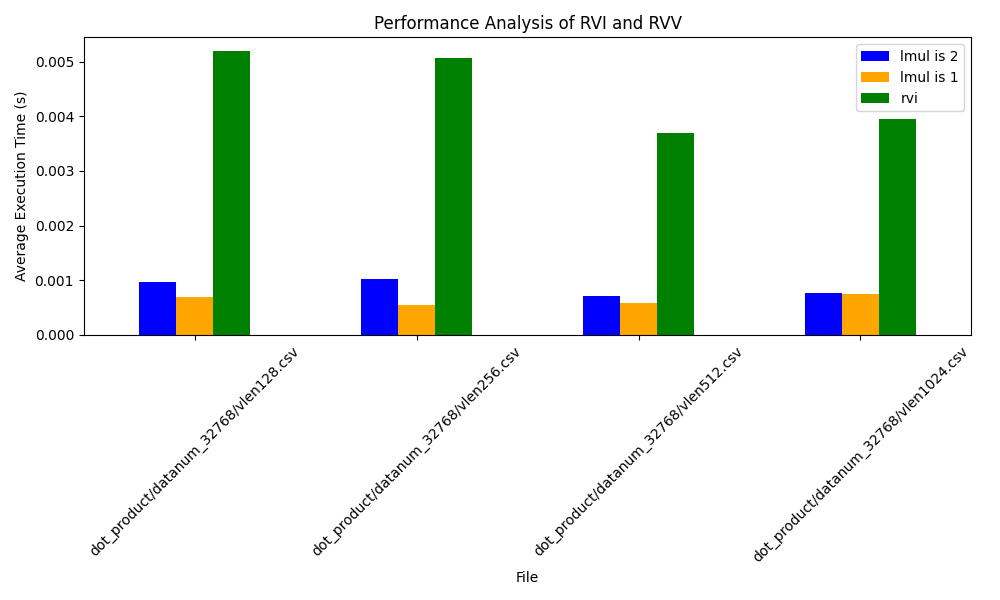 Performance Analysis of RVI and RVV
lmul is 2
lmul is 1
rvi
Average Execution Time (s)
0.005
0.004
0.003
0.002
0.001
0.000
dot_product/datanum_32768/vlen128.csv
dot_product/datanum_32768/vlen256.csv
dot_product/datanum_32768/vlen512.csv
dot_product/datanum_32768/vlen1024.csv
File